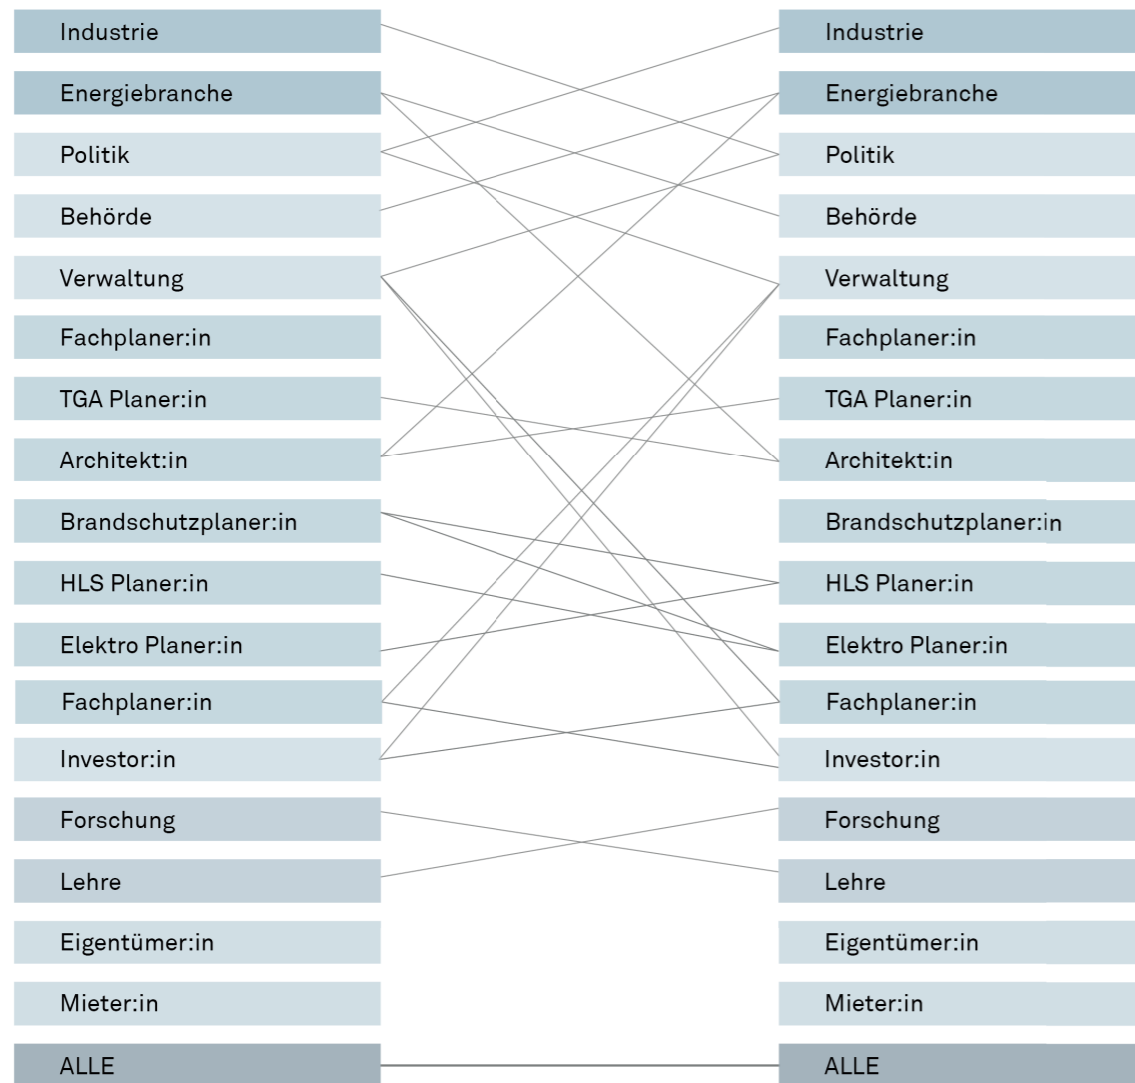 Industrie
Energiebranche
Politik
Behörde
Verwaltung
Fachplaner:in
TGA Planer:in
Architekt:in
Brandschutzplaner:in
HLS Planer:in
Elektro Planer:in
Fachplaner:in
Investor:in
Forschung
Lehre
Eigentümer:in
Mieter:in
ALLE
Industrie
Energiebranche
Politik
Behörde
Verwaltung
Fachplaner:in
TGA Planer:in
Architekt:in
Brandschutzplaner:in
HLS Planer:in
Elektro Planer:in
Fachplaner:in
Investor:in
Forschung
Lehre
Eigentümer:in
Mieter:in
ALLE